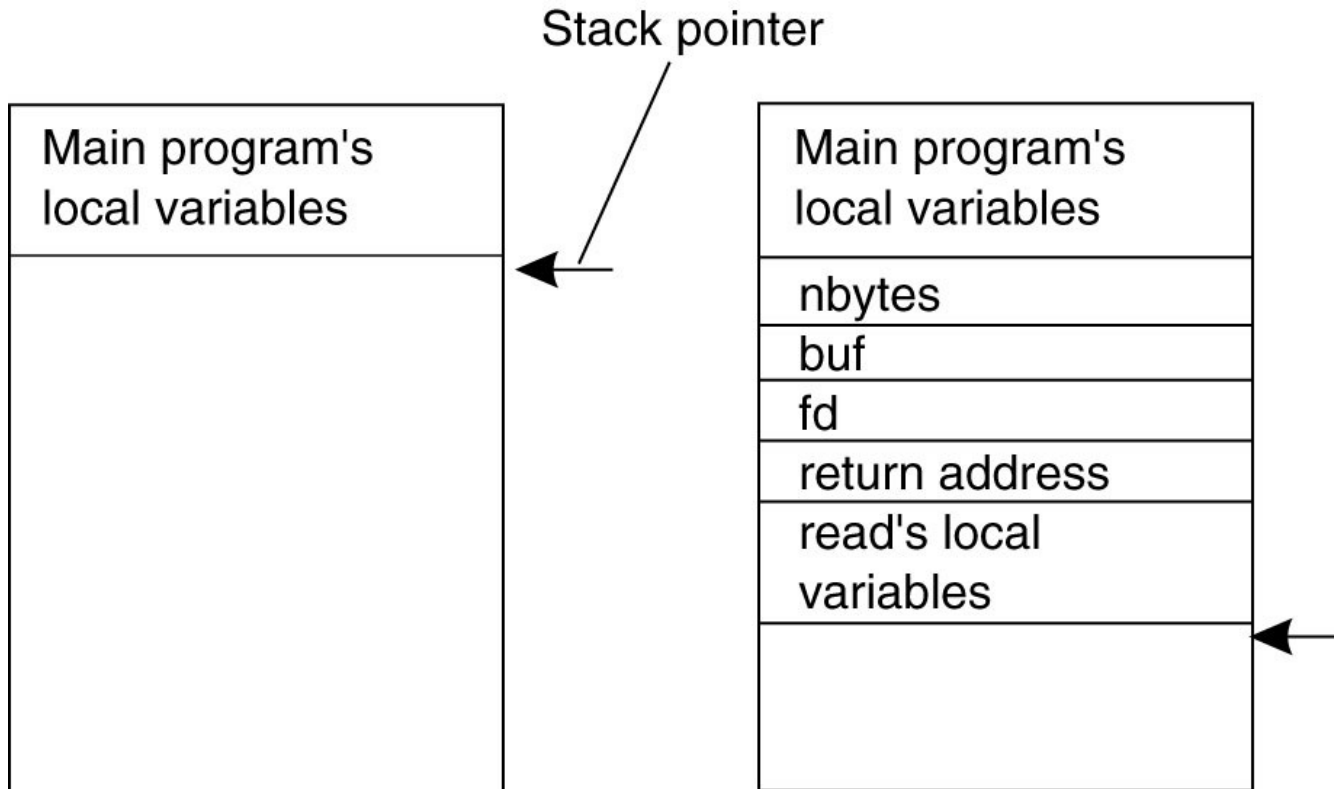 Stack pointer
Main program's
local variables
Main program's
local variables
nbytes
buf
fd
return address
read's local
variables